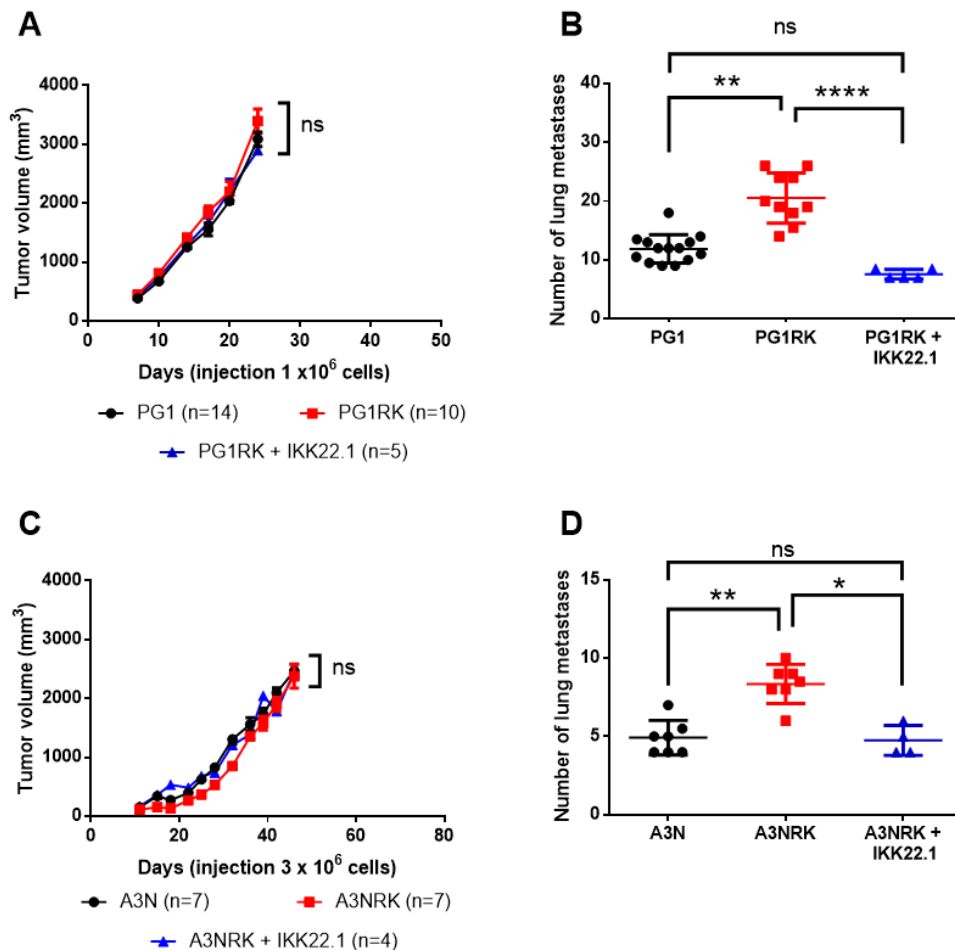 A
Tumor volume (mm³)
4000
3000
2000
1000
0
0 10 20 30 40 50
ns
Days (injection 1 x10⁶ cells)
PG1 (n=14) PG1RK (n=10)
PG1RK + IKK22.1 (n=5)
B
Number of lung metastases
40
30
20
10
0
ns
** ****
PG1 PG1RK PG1RK +
IKK22.1
C
Tumor volume (mm³)
4000
3000
2000
1000
0
0 20 40 60 80
ns
Days (injection 3 x 10⁶ cells)
A3N (n=7) A3NRK (n=7)
A3NRK + IKK22.1 (n=4)
D
Number of lung metastases
15
10
5
0
ns
** *
A3N A3NRK A3NRK +
IKK22.1